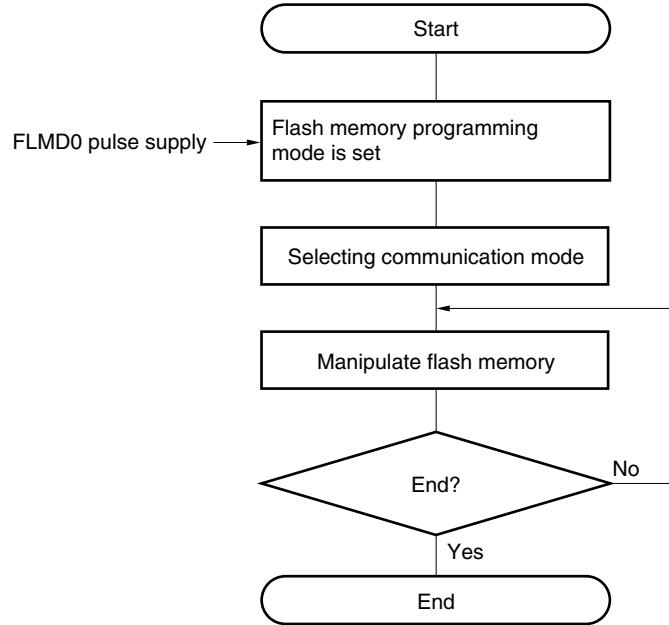 Start
FLMD0 pulse supply
Flash memory programming
mode is set
Selecting communication mode
Manipulate flash memory
End?
No
Yes
End